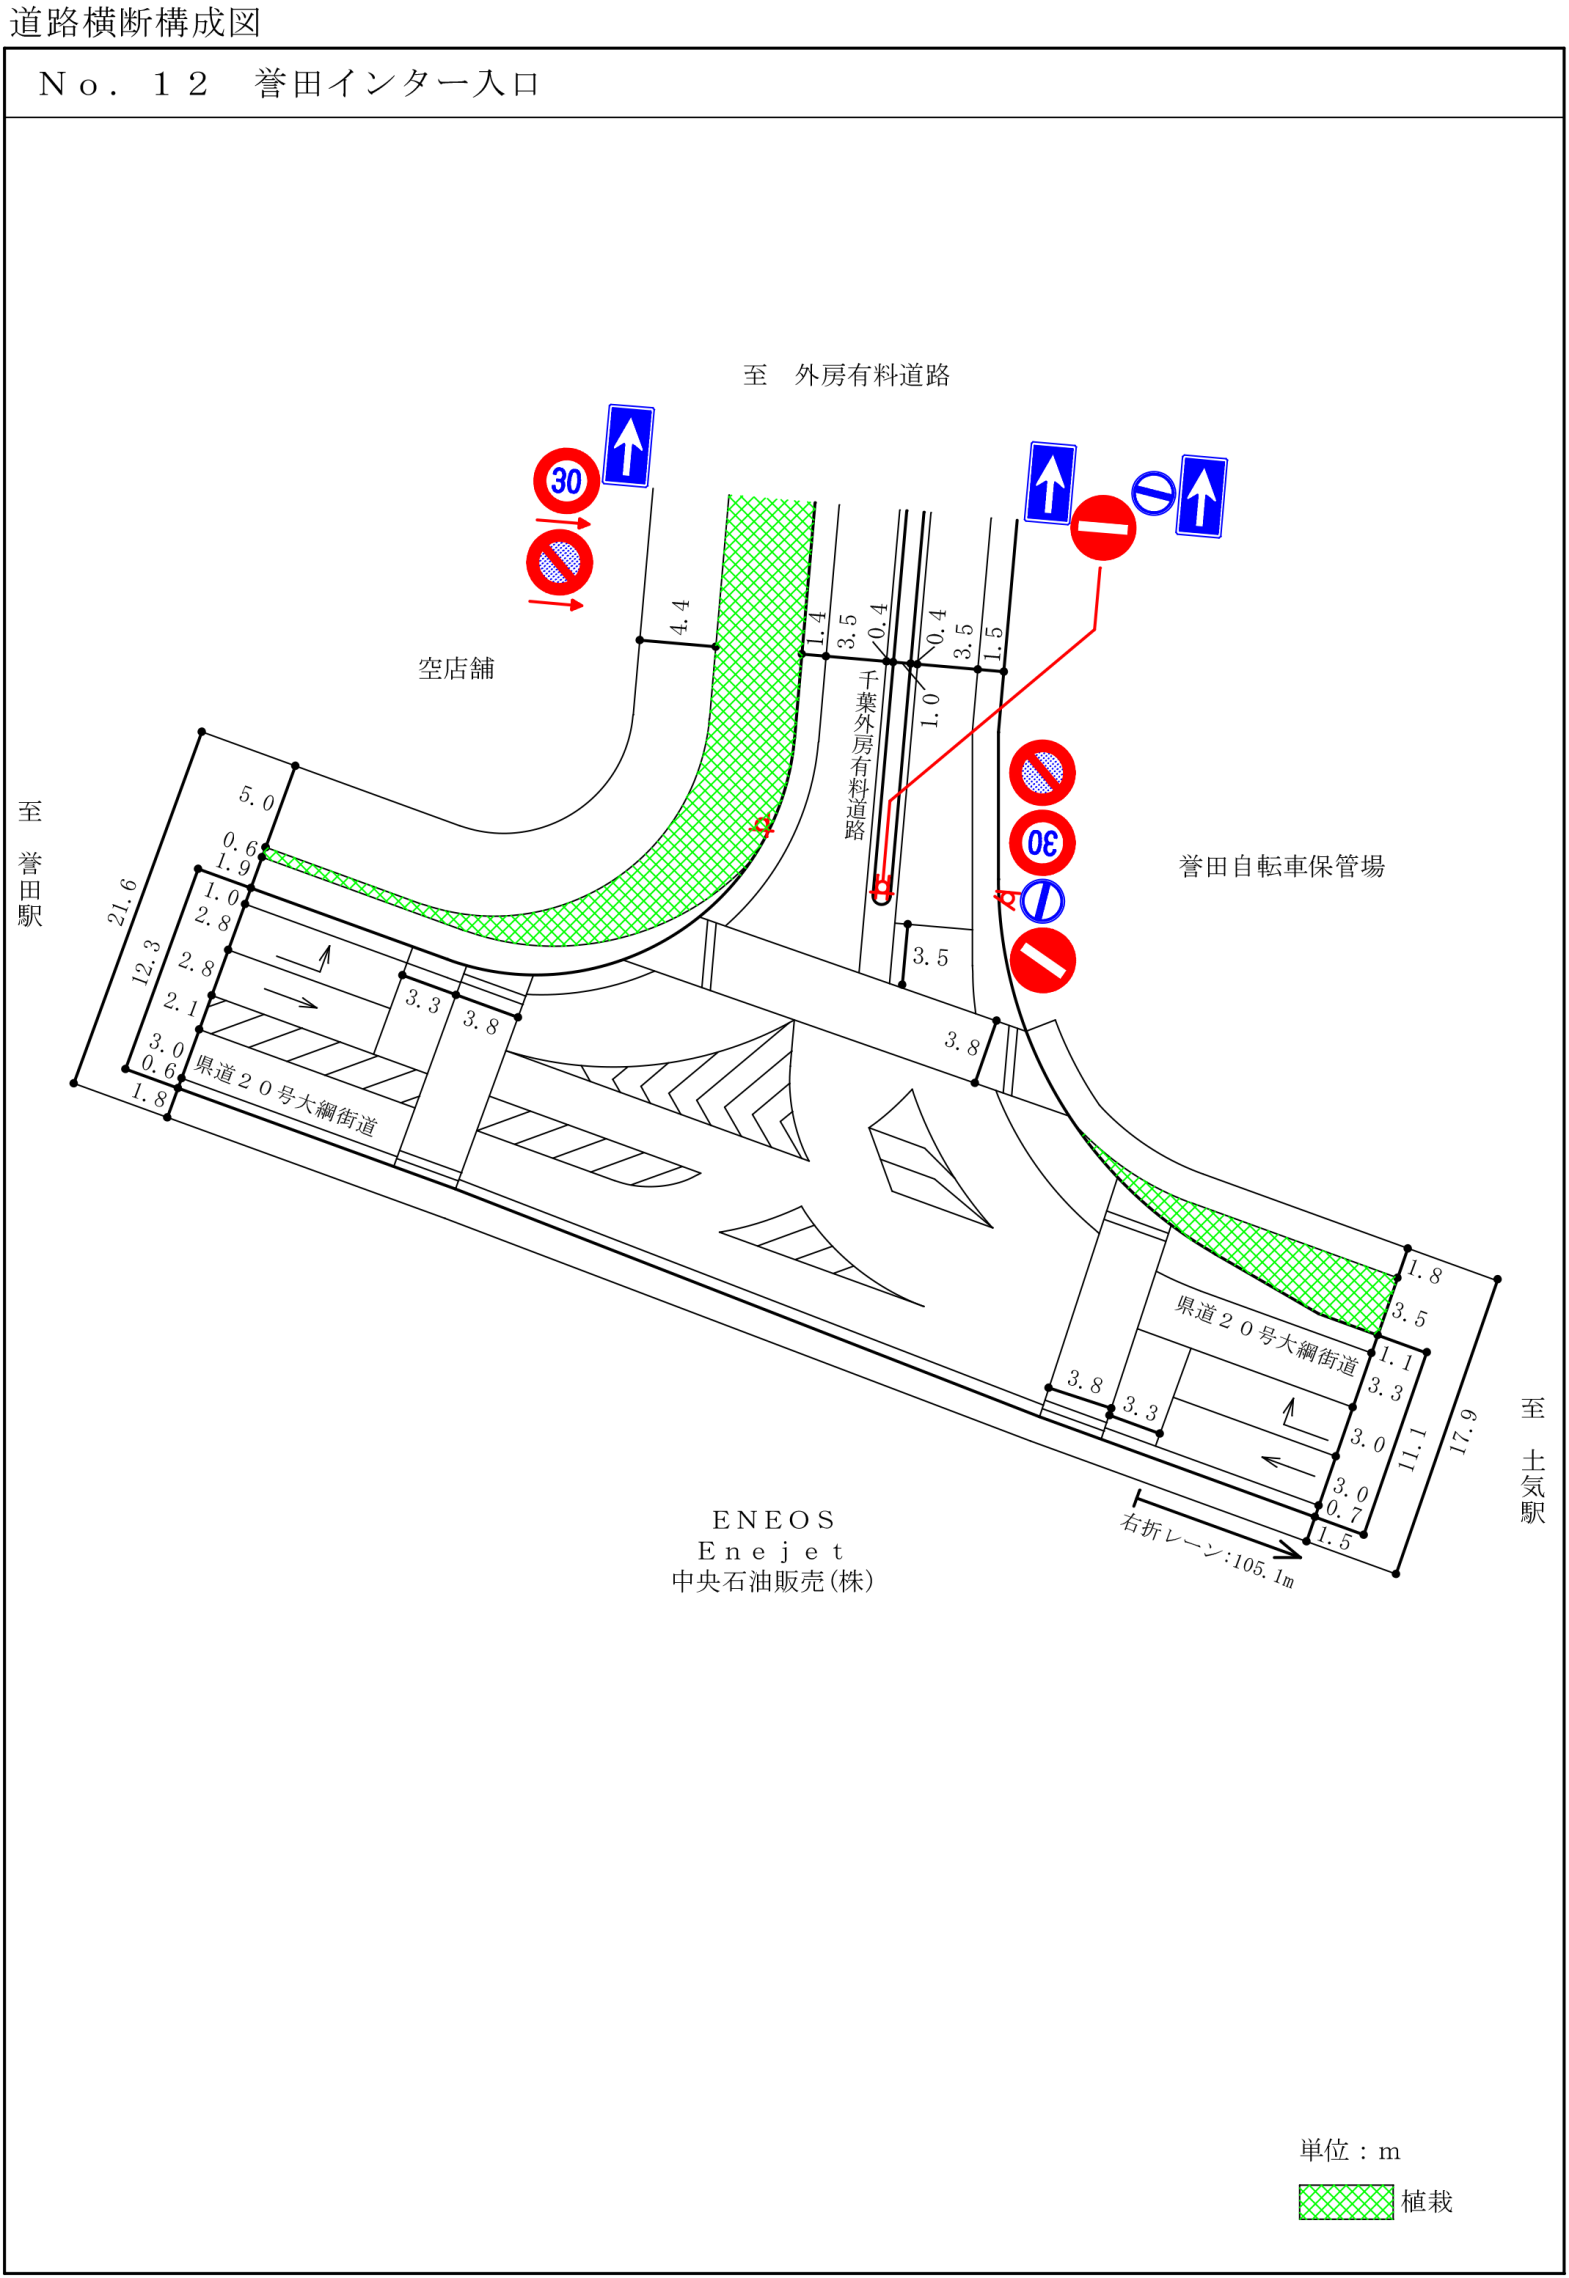 道路横断構成図
Ｎｏ．１２　誉田インター入口
至　外房有料道路
30
空店舗
4.4
1.4
3.5
0.4
0.4
3.5
1.5
1.0
千葉外房有料道路
至　誉田駅
誉田自転車保管場
30
5.0
0.6
1.9
1.0
2.8
2.8
2.1
3.0
0.6
1.8
21.6
12.3
3.3
3.8
県道２０号大綱街道
3.5
3.8
1.8
3.5
1.1
3.3
3.0
3.0
0.7
1.5
11.1
17.9
県道２０号大綱街道
3.8
3.3
至　土気駅
右折レーン:105.1m
ＥＮＥＯＳ
Ｅｎｅｊｅｔ
中央石油販売(株)
単位：ｍ
植栽